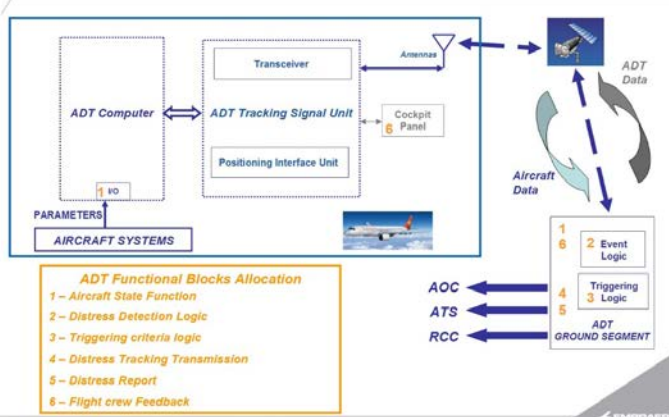 Transceiver
Antennas
ADT Computer
ADT Tracking Signal Unit
Cockpit
6 Panel
Positioning Interface Unit
1 I/O
PARAMETERS
AIRCRAFT SYSTEMS
ADT
Data
Aircraft
Data
1
6
2 Event
Logic
Triggering
3 Logic
4
5
ADT
GROUND SEGMENT
AOC
ATS
RCC
ADT Functional Blocks Allocation
1 – Aircraft State Function
2 – Distress Detection Logic
3 – Triggering criteria logic
4 – Distress Tracking Transmission
5 – Distress Report
6 – Flight crew Feedback